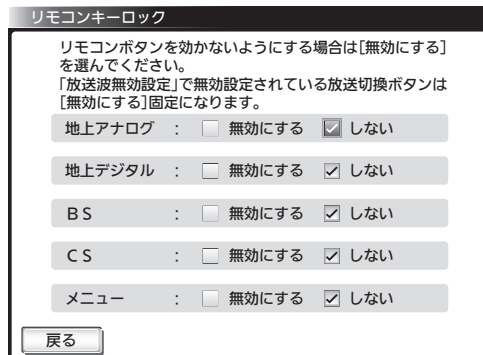 リモコンキーロック
リモコンボタンを効かないようにする場合は[無効にする]
を選んでください。
「放送波無効設定」で無効設定されている放送切換ボタンは
[無効にする]固定になります。
地上アナログ : 無効にする しない
地上デジタル : 無効にする しない
BS : 無効にする しない
CS : 無効にする しない
メニュー : 無効にする しない
戻る